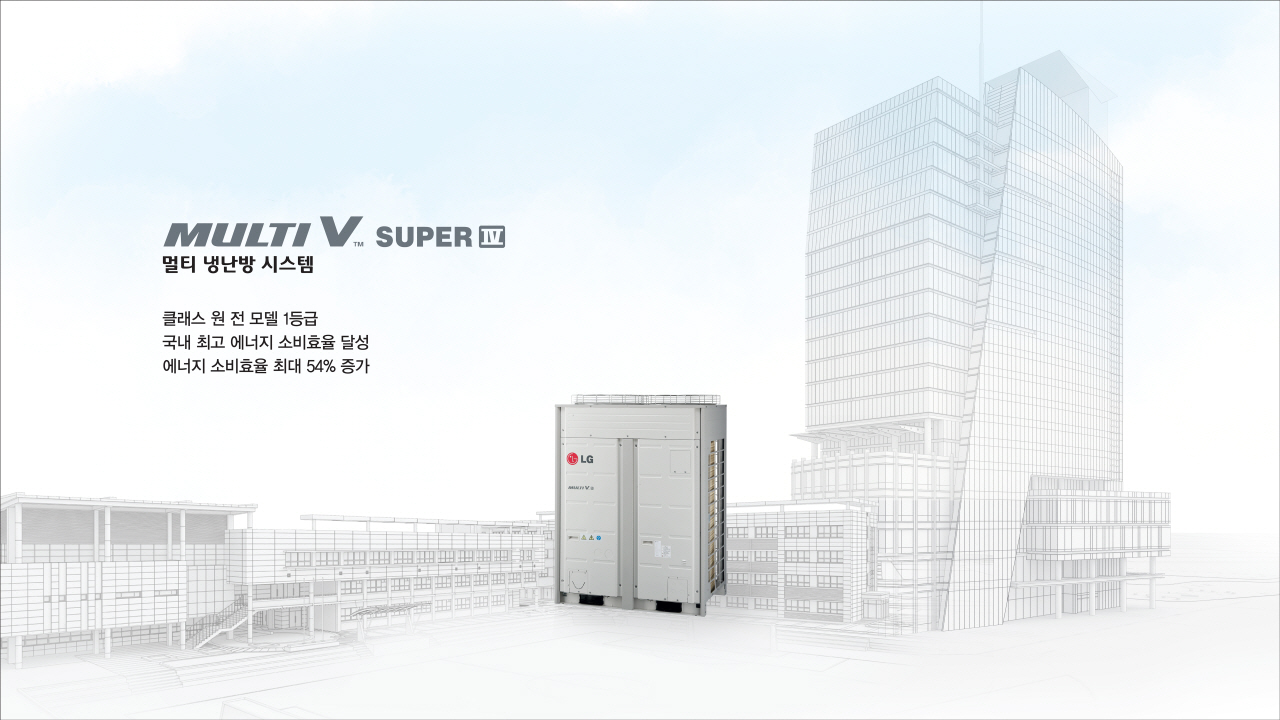 MULTI V™ SUPER IV
멀티 냉난방 시스템
클래스 원 전 모델 1등급
국내 최고 에너지 소비효율 달성
에너지 소비효율 최대 54% 증가
LG
MULTI V